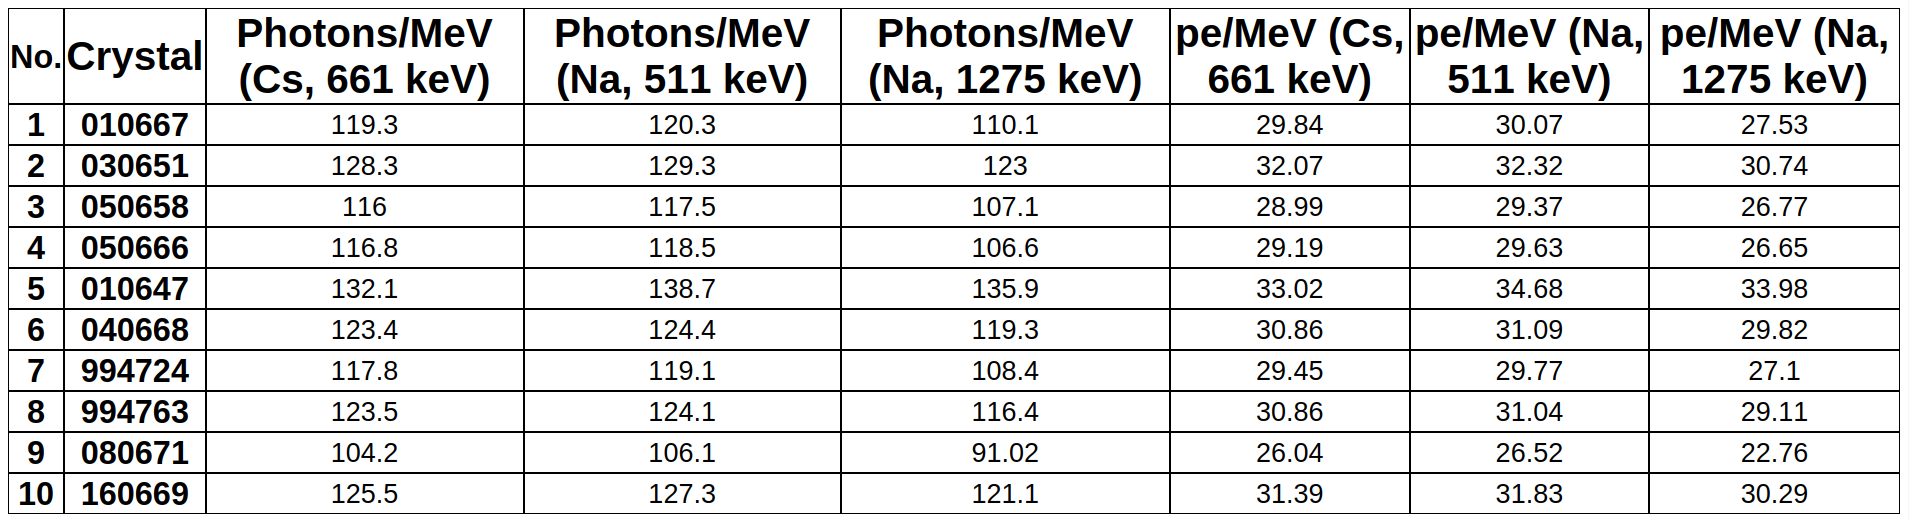 No. Crystal Photons/MeV (Cs, 661 keV) Photons/MeV (Na, 511 keV) Photons/MeV (Na, 1275 keV) pe/MeV (Cs, 661 keV) pe/MeV (Na, 511 keV) pe/MeV (Na, 1275 keV)
1 010667 119.3 120.3 110.1 29.84 30.07 27.53
2 030651 128.3 129.3 123 32.07 32.32 30.74
3 050658 116 117.5 107.1 28.99 29.37 26.77
4 050666 116.8 118.5 106.6 29.19 29.63 26.65
5 010647 132.1 138.7 135.9 33.02 34.68 33.98
6 040668 123.4 124.4 119.3 30.86 31.09 29.82
7 994724 117.8 119.1 108.4 29.45 29.77 27.1
8 994763 123.5 124.1 116.4 30.86 31.04 29.11
9 080671 104.2 106.1 91.02 26.04 26.52 22.76
10 160669 125.5 127.3 121.1 31.39 31.83 30.29